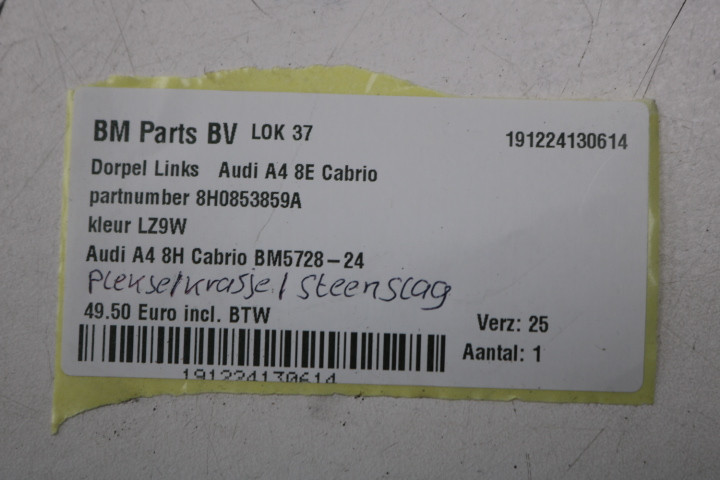 BM Parts BV LOK 37 191224130614
Dorpel Links Audi A4 8E Cabrio
partnumber 8H0853859A
kleur LZ9W
Audi A4 8H Cabrio BM5728-24
plekse/krasje/steenslag
49.50 Euro incl. BTW
Verz: 25
Aantal: 1
191224130614